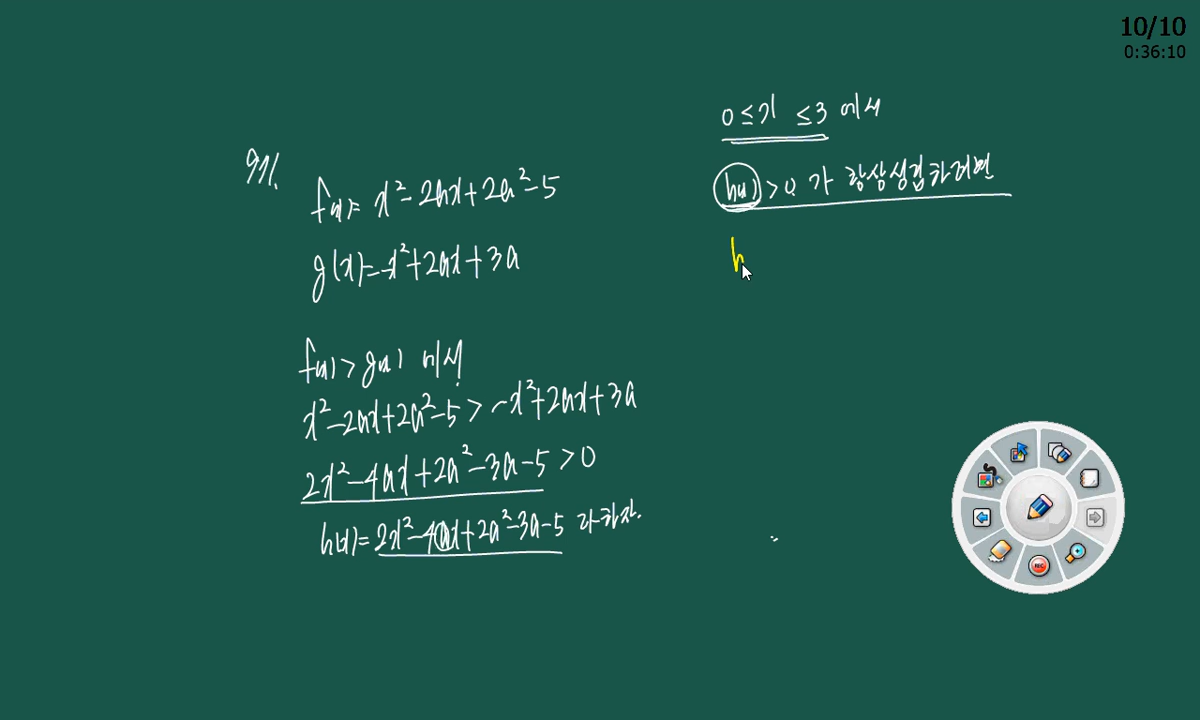 10/10
0:36:10
971.
f(x)= x²-2ax+2a²-5
g(x)=-x²+2ax+3a
f(x)>g(x) 에서
x²-2ax+2a²-5>-x²+2ax+3a
2x²-4ax+2a²-3a-5>0
h(x)=2x²-4ax+2a²-3a-5 라하자.
0≤x≤3 에서
h(x)>0 가 항상성립하려면
h
REC